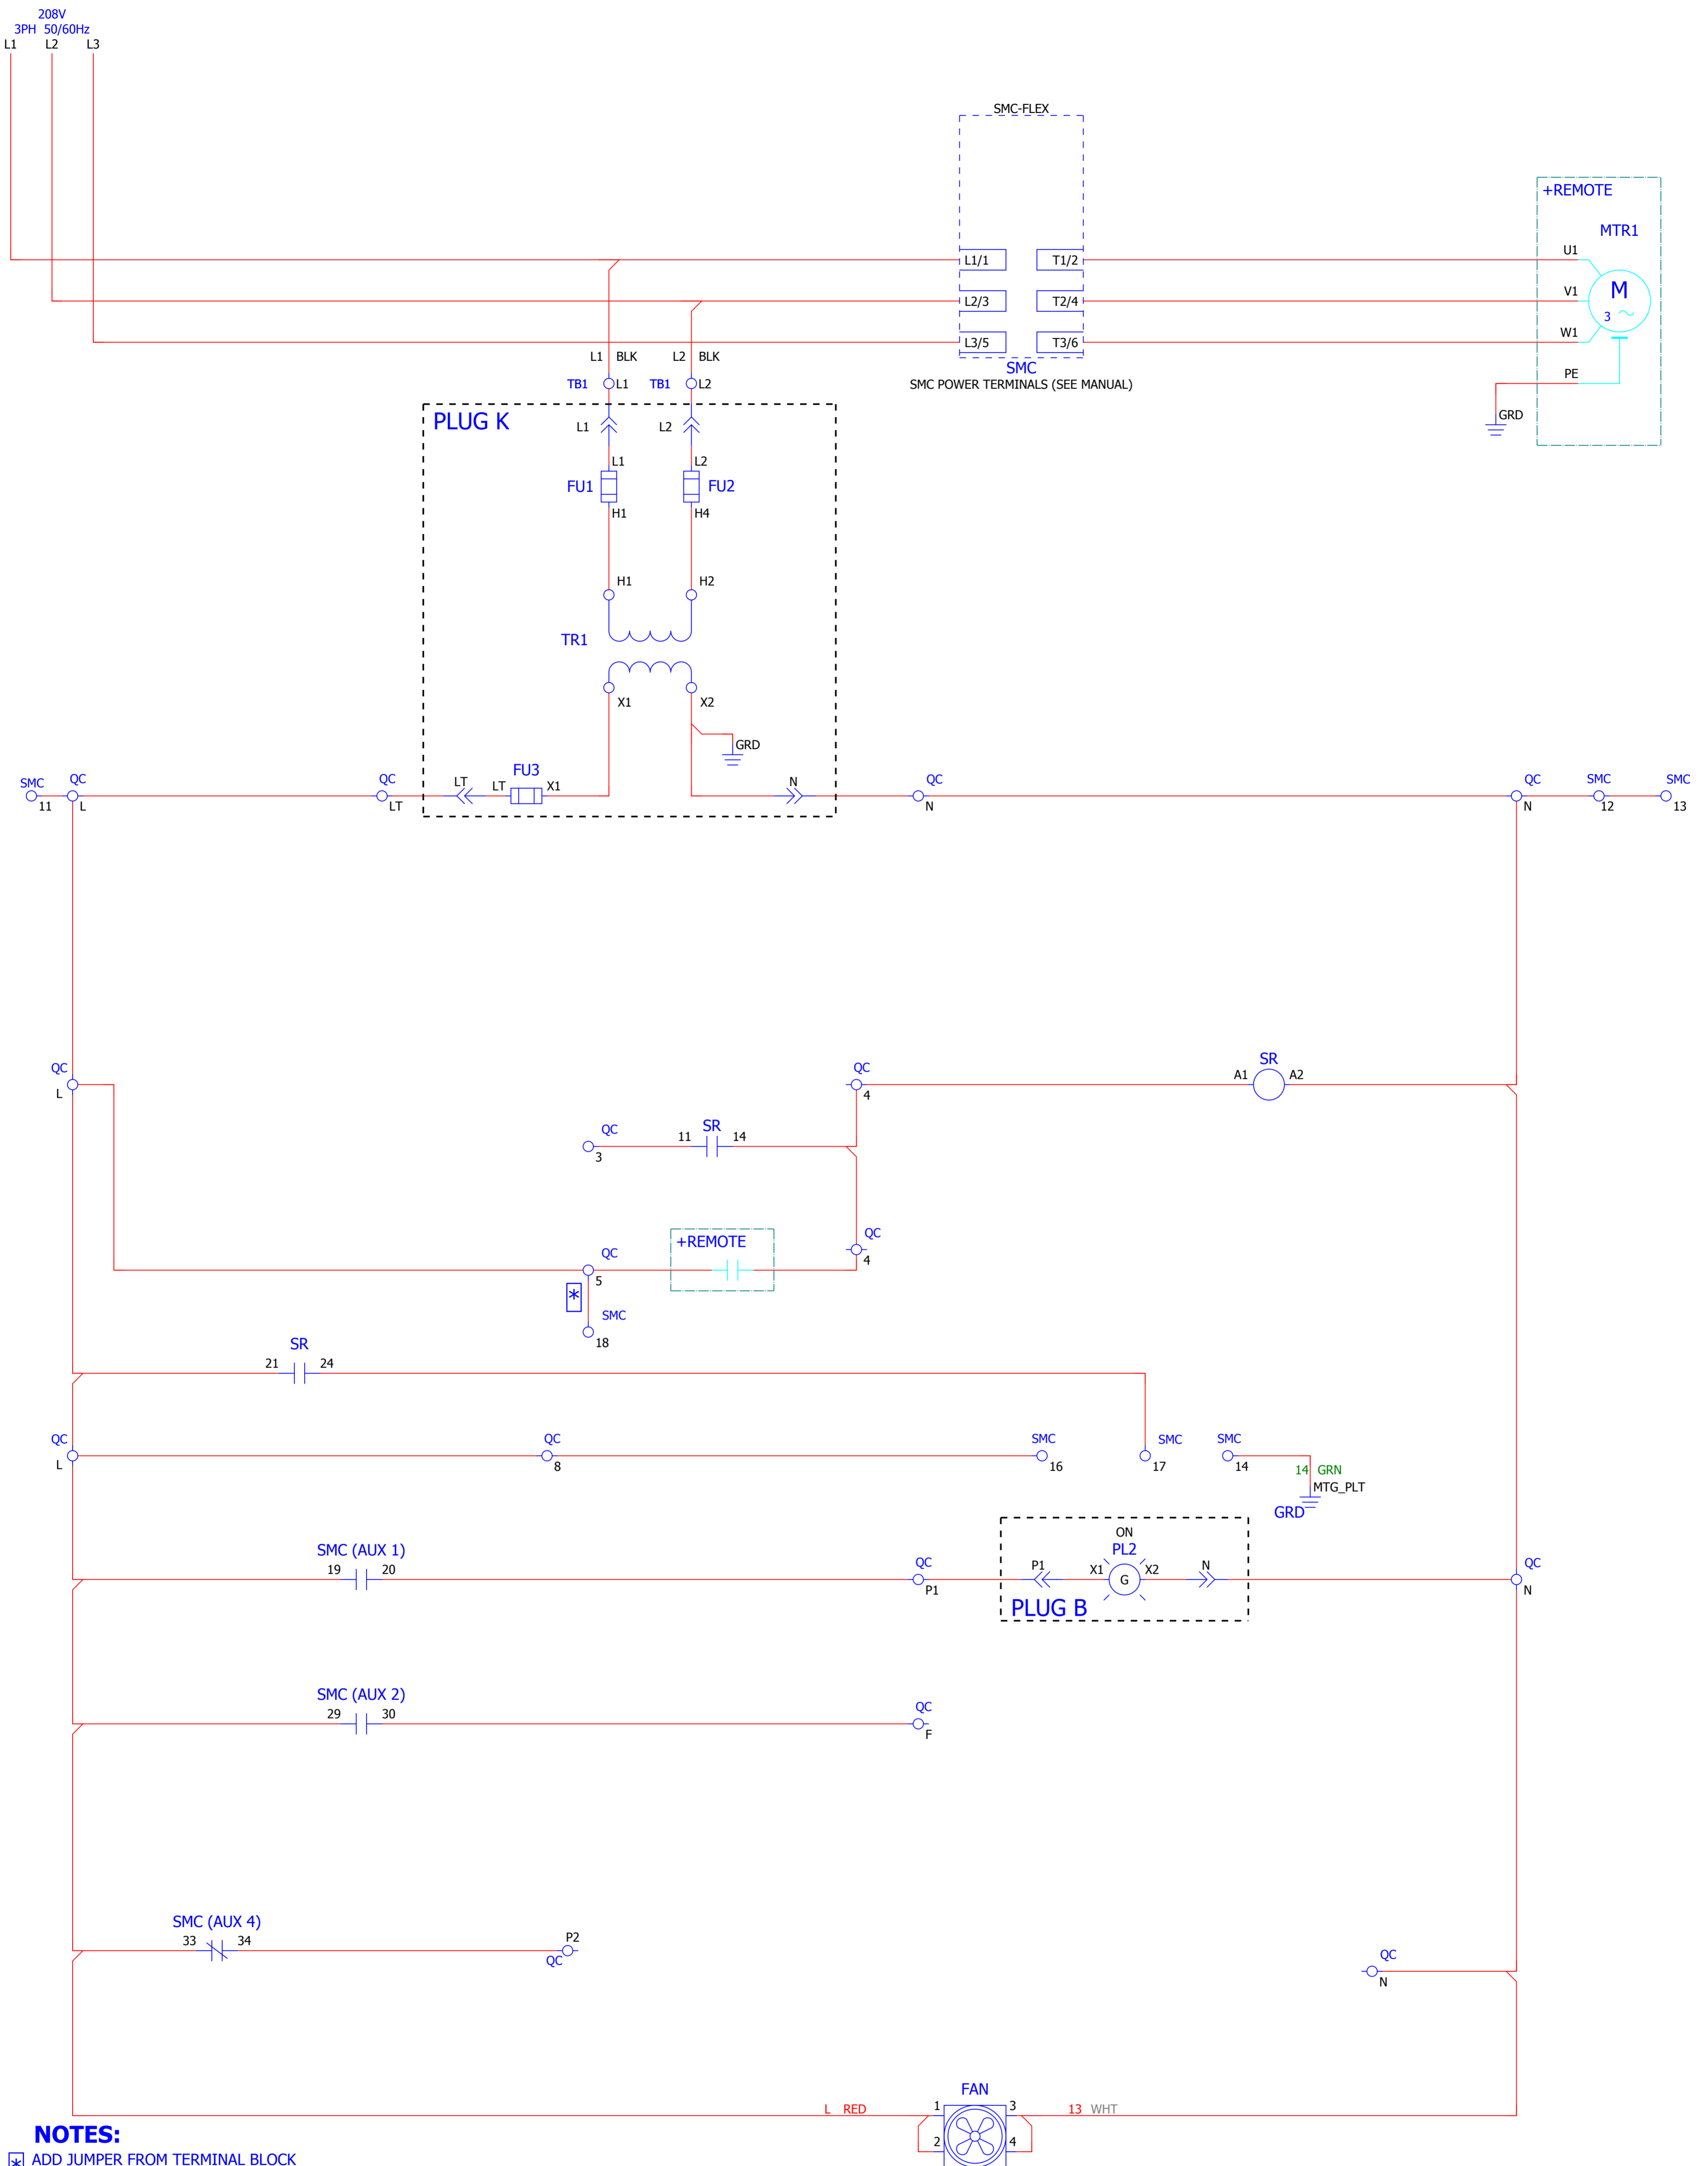 208V
3PH 50/60Hz
L1 L2 L3
SMC-FLEX
+REMOTE
MTR1
U1
L1/1 T1/2
V1
M
3
L2/3 T2/4
W1
L3/5 T3/6
L1 BLK L2 BLK
SMC
SMC POWER TERMINALS (SEE MANUAL)
PE
TB1 L1 TB1 L2
GRD
PLUG K
L1 L2
L1 L2
FU1 FU2
H1 H4
H1 H2
TR1
X1 X2
GRD
SMC QC QC LT LT FU3 X1 N QC QC SMC SMC
11 L LT N N 12 13
QC QC SR
A1 A2
L 4
QC 11 SR 14
3
+REMOTE QC
QC 4
5
*
SMC
18
SR
21 24
QC QC SMC SMC SMC
L 8 16 17 14
14 GRN
MTG_PLT
GRD
ON
SMC (AUX 1) PL2
19 20 QC P1 X1 G X2 N QC
P1 N
PLUG B
SMC (AUX 2)
29 30 QC
F
SMC (AUX 4)
33 34 P2
QC
QC
N
FAN
L RED 1 3 13 WHT
2 4
NOTES:
* ADD JUMPER FROM TERMINAL BLOCK